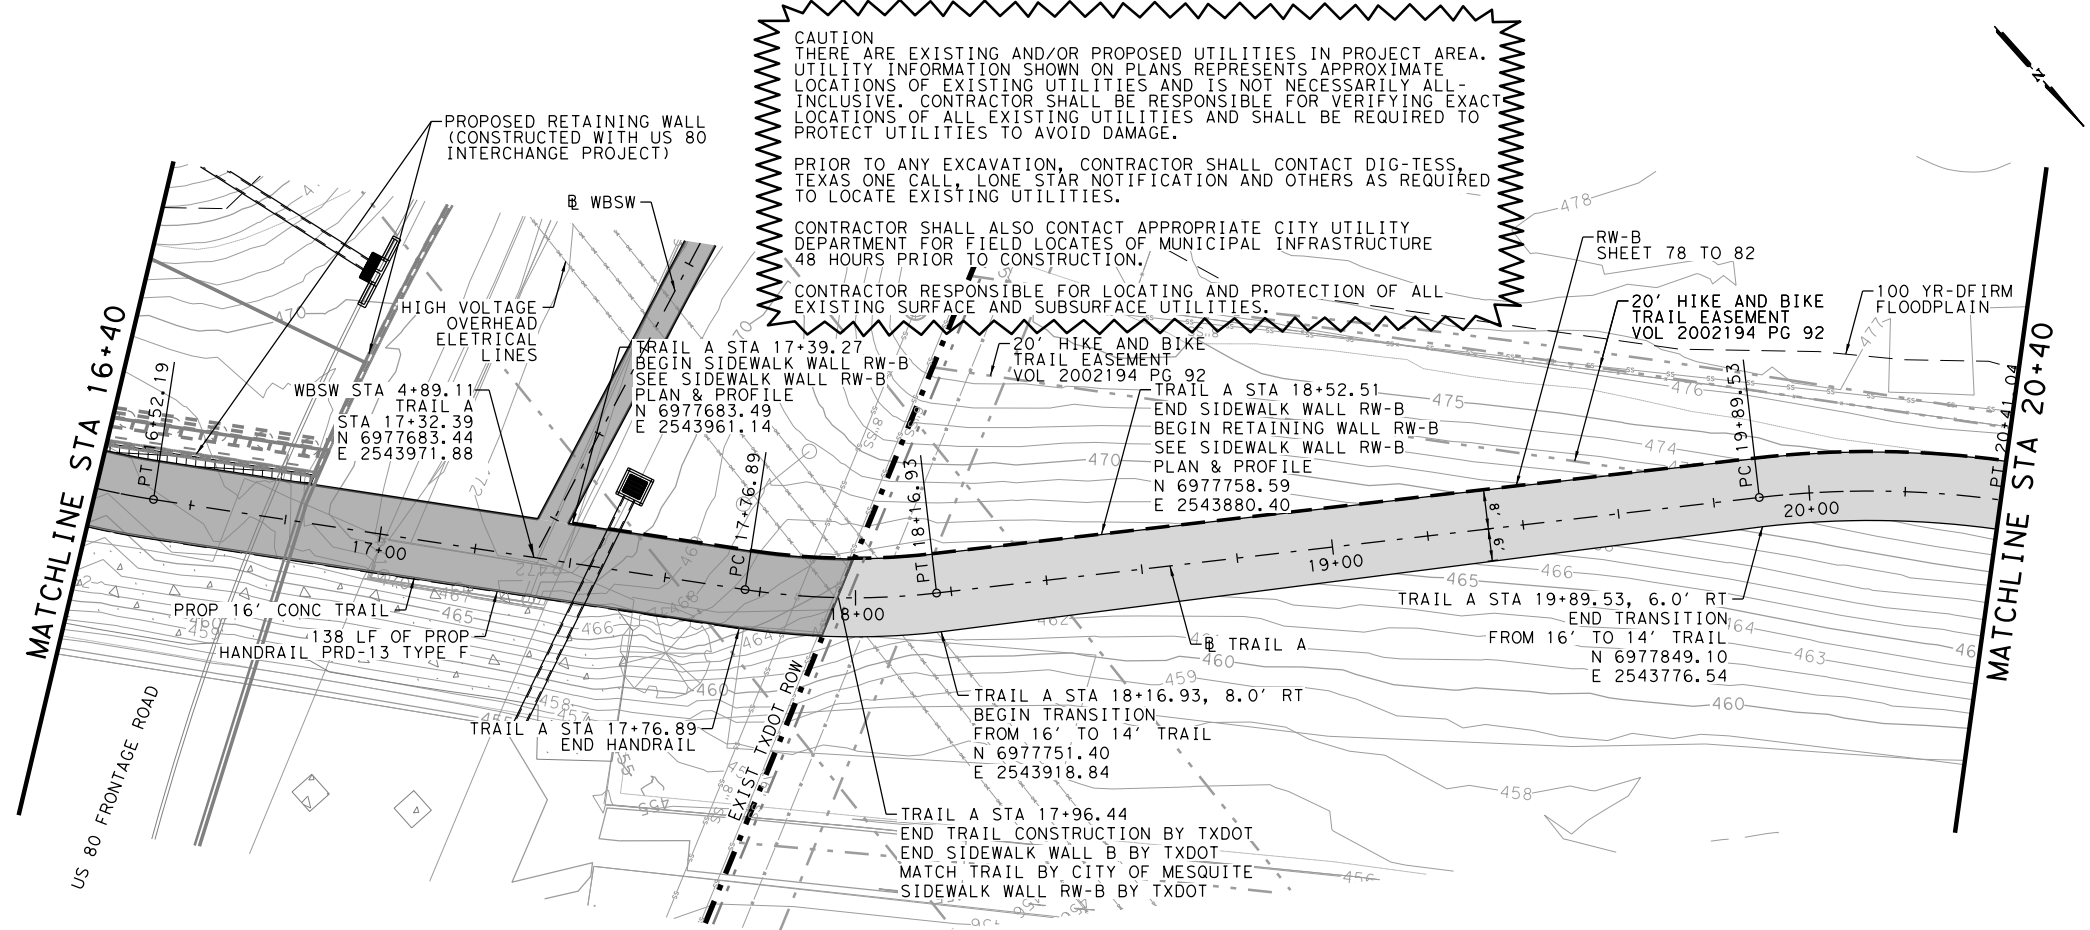 CAUTION
THERE ARE EXISTING AND/OR PROPOSED UTILITIES IN PROJECT AREA.
UTILITY INFORMATION SHOWN ON PLANS REPRESENTS APPROXIMATE
LOCATIONS OF EXISTING UTILITIES AND IS NOT NECESSARILY ALL-
INCLUSIVE. CONTRACTOR SHALL BE RESPONSIBLE FOR VERIFYING EXACT
LOCATIONS OF ALL EXISTING UTILITIES AND SHALL BE REQUIRED TO
PROTECT UTILITIES TO AVOID DAMAGE.
PRIOR TO ANY EXCAVATION, CONTRACTOR SHALL CONTACT DIG-TESS,
TEXAS ONE CALL, LONE STAR NOTIFICATION AND OTHERS AS REQUIRED
TO LOCATE EXISTING UTILITIES.
CONTRACTOR SHALL ALSO CONTACT APPROPRIATE CITY UTILITY
DEPARTMENT FOR FIELD LOCATES OF MUNICIPAL INFRASTRUCTURE
48 HOURS PRIOR TO CONSTRUCTION.
CONTRACTOR RESPONSIBLE FOR LOCATING AND PROTECTION OF ALL
EXISTING SURFACE AND SUBSURFACE UTILITIES.
N
PROPOSED RETAINING WALL
(CONSTRUCTED WITH US 80
INTERCHANGE PROJECT)
℄ WBSW
478
RW-B
SHEET 78 TO 82
20' HIKE AND BIKE
TRAIL EASEMENT
VOL 2002194 PG 92
100 YR-DFIRM
FLOODPLAIN
477
HIGH VOLTAGE
OVERHEAD
ELETRICAL
LINES
470
470
TRAIL A STA 17+39.27
BEGIN SIDEWALK WALL RW-B
SEE SIDEWALK WALL RW-B
PLAN & PROFILE
N 6977683.49
E 2543961.14
20' HIKE AND BIKE
TRAIL EASEMENT
VOL 2002194 PG 92
TRAIL A STA 18+52.51
END SIDEWALK WALL RW-B
BEGIN RETAINING WALL RW-B
SEE SIDEWALK WALL RW-B
PLAN & PROFILE
N 6977758.59
E 2543880.40
WBSW STA 4+89.11
TRAIL A
STA 17+32.39
N 6977683.44
E 2543971.88
MATCHLINE STA 16+40
PT 16+52.19
PC 17+76.89
PT 18+16.93
PC 19+89.53
PT 20+41.04
MATCHLINE STA 20+40
476
475
474
470
17+00
18+00
19+00
20+00
8'
6'
PROP 16' CONC TRAIL
138 LF OF PROP
HANDRAIL PRD-13 TYPE F
465
466
460
459
458
TRAIL A STA 17+76.89
END HANDRAIL
℄ TRAIL A
TRAIL A STA 18+16.93, 8.0' RT
BEGIN TRANSITION
FROM 16' TO 14' TRAIL
N 6977751.40
E 2543918.84
TRAIL A STA 19+89.53, 6.0' RT
END TRANSITION
FROM 16' TO 14' TRAIL
N 6977849.10
E 2543776.54
465
466
464
463
460
460
459
460
458
TRAIL A STA 17+96.44
END TRAIL CONSTRUCTION BY TXDOT
END SIDEWALK WALL B BY TXDOT
MATCH TRAIL BY CITY OF MESQUITE
SIDEWALK WALL RW-B BY TXDOT
EXIST TXDOT ROW
US 80 FRONTAGE ROAD
455
456